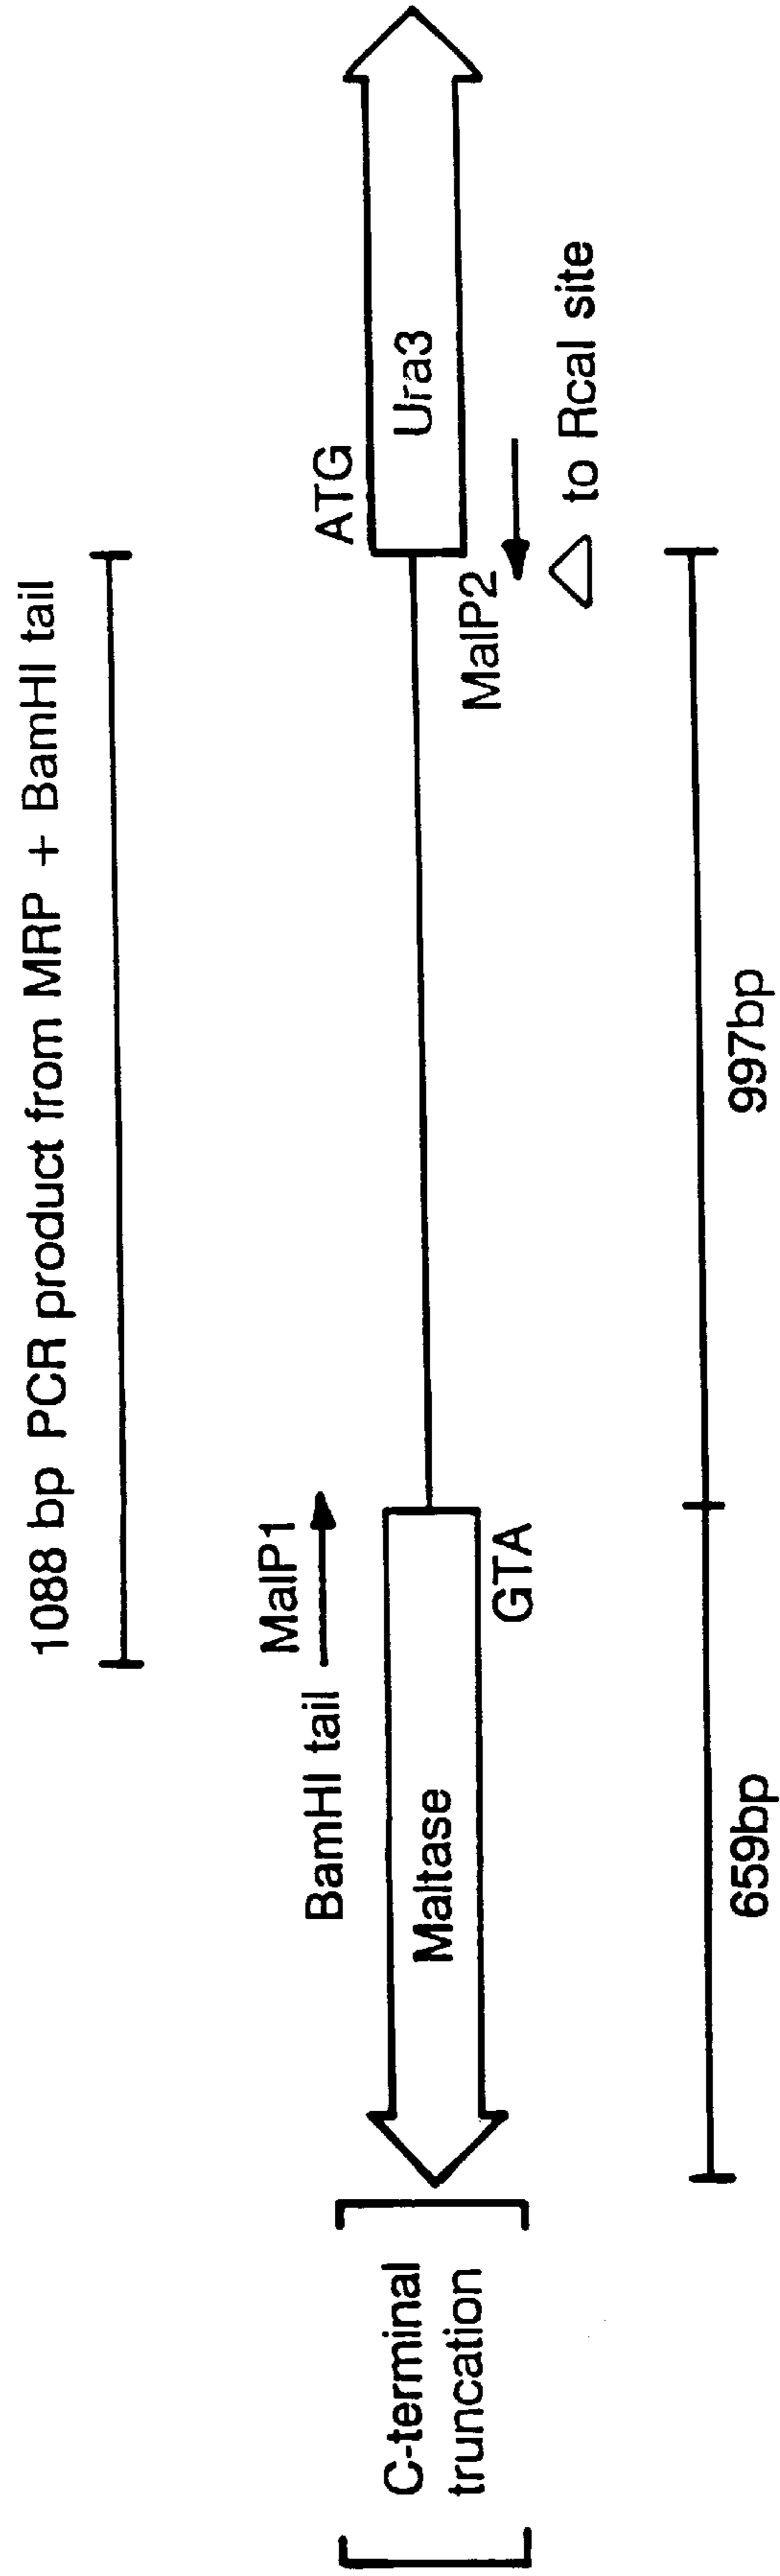 1088 bp PCR product from MRP + BamHI tail
MalP1
BamHI tail
ATG
Maltase
Ura3
GTA
MalP2
to RcaI site
C-terminal
truncation
659bp
997bp